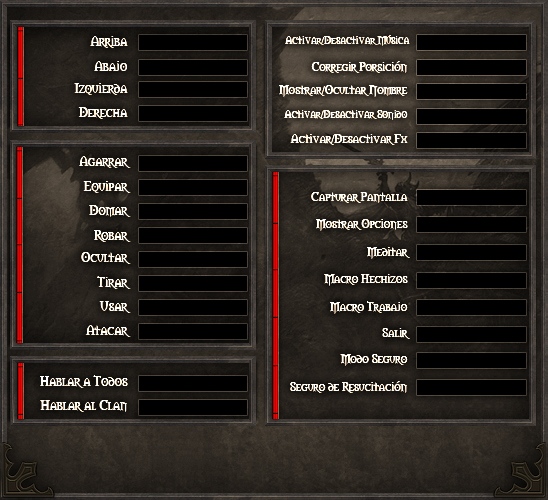 Arriba
Abajo
Izquierda
Derecha
Agarrar
Equipar
Domar
Robar
Ocultar
Tirar
Usar
Atacar
Hablar a Todos
Hablar al Clan
Activar/Desactivar Música
Corregir Porsición
Mostrar/Ocultar Nombre
Activar/Desactivar Sonido
Activar/Desactivar Fx
Capturar Pantalla
Mostrar Opciones
Meditar
Macro Hechizos
Macro Trabajo
Salir
Modo Seguro
Seguro de Resucitación